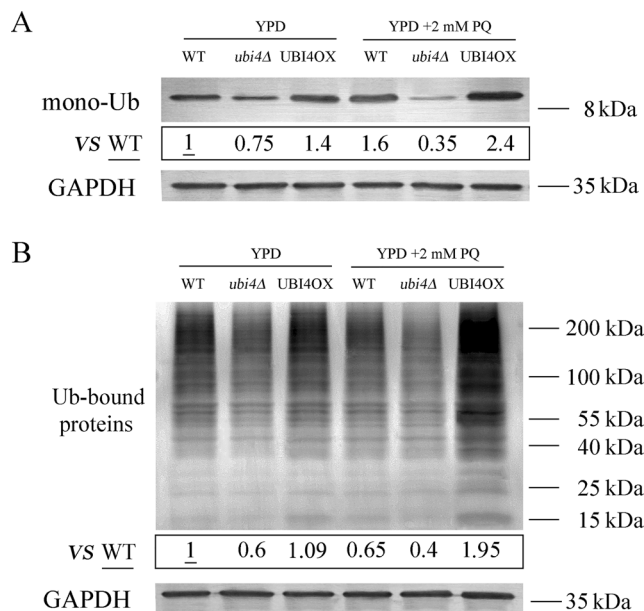 A
YPD YPD +2 mM PQ
WT ubi4Δ UBI4OX WT ubi4Δ UBI4OX
mono-Ub
8 kDa
vs WT 1 0.75 1.4 1.6 0.35 2.4
GAPDH 35 kDa
B
YPD YPD +2 mM PQ
WT ubi4Δ UBI4OX WT ubi4Δ UBI4OX
200 kDa
100 kDa
Ub-bound
proteins
55 kDa
40 kDa
25 kDa
15 kDa
vs WT 1 0.6 1.09 0.65 0.4 1.95
GAPDH 35 kDa